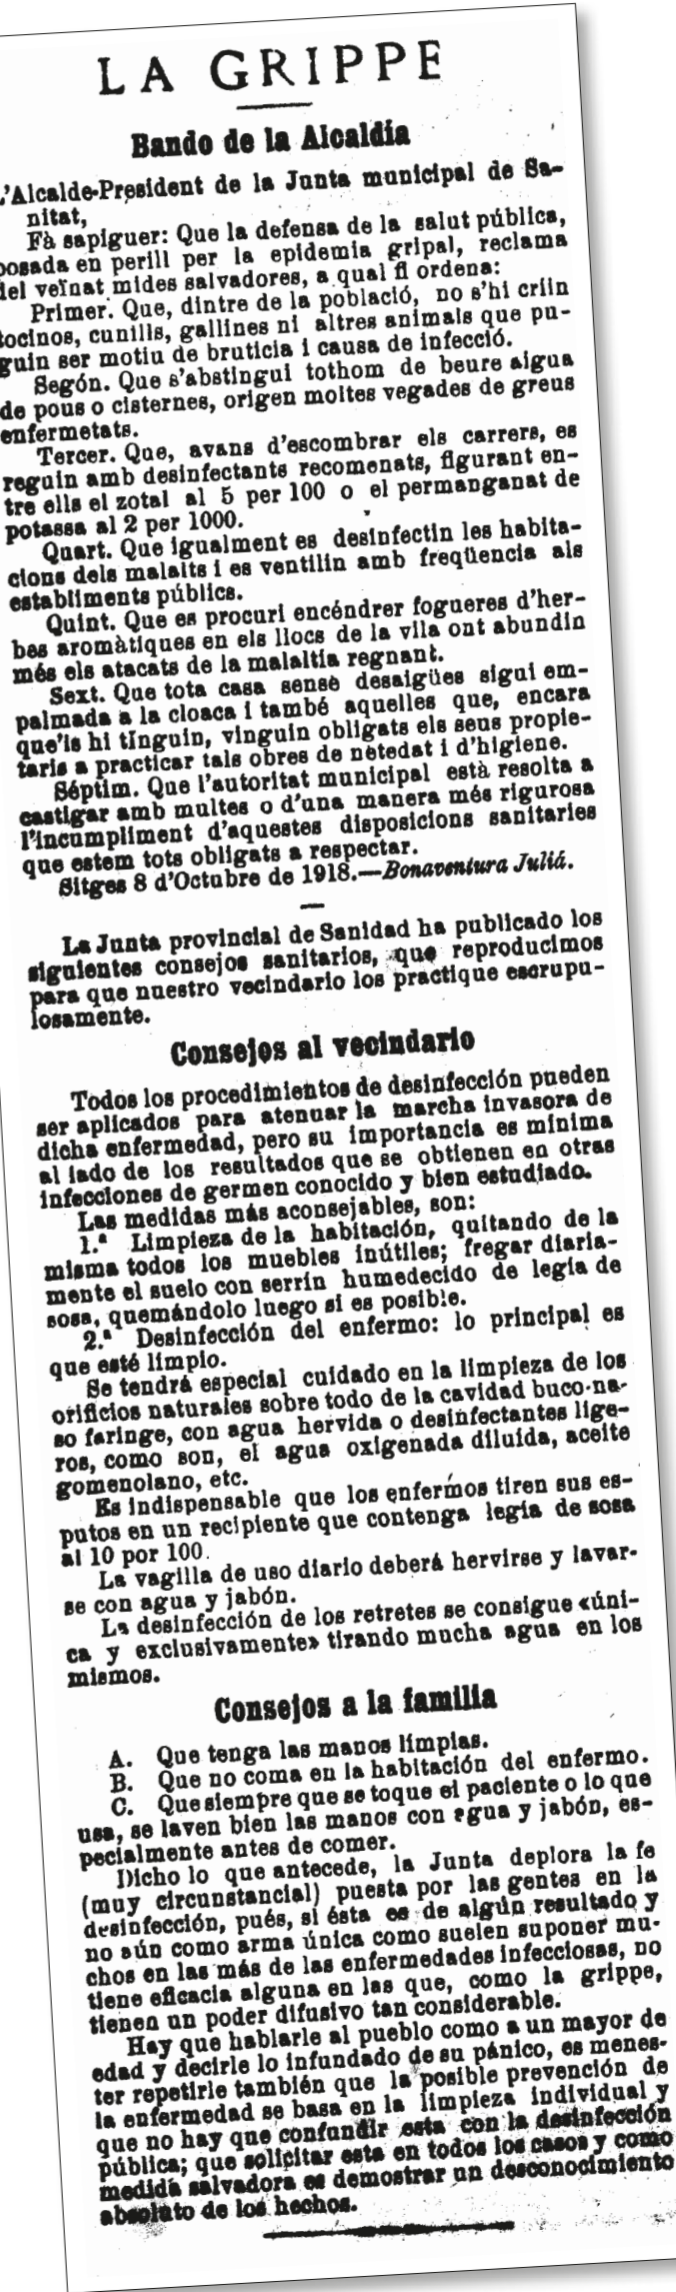 LA GRIPPE
Bando de la Alcaldía
L'Alcalde-President de la Junta municipal de Sa-
nitat,
Fà sapiguer: Que la defensa de la salut pública,
posada en perill per la epidemia gripal, reclama
del veïnat mides salvadores, a qual fi ordena:
Primer. Que, dintre de la població, no s'hi criin
tocinos, cunills, gallines ni altres animals que pu-
guin ser motiu de bruticia i causa de infecció.
Segón. Que s'abstingui tothom de beure aigua
de pous o cisternes, origen moltes vegades de greus
enfermetats.
Tercer. Que, avans d'escombrar els carrers, es
reguin amb desinfectants recomenats, figurant en-
tre ells el zotal al 5 per 100 o el permanganat de
potassa al 2 per 1000.
Quart. Que igualment es desinfectin les habita-
cions dels malalts i es ventilin amb freqüencia als
establiments públics.
Quint. Que es procuri encéndrer fogueres d'her-
bes aromàtiques en els llocs de la vila ont abundin
més els atacats de la malaltía regnant.
Sext. Que tota casa sense desaigües sigui em-
palmada a la cloaca i també aquelles que, encara
que'ls hi tinguin, vinguin obligats els seus propie-
taris a practicar tals obres de netedat i d'higiene.
Séptim. Que l'autoritat municipal està resolta a
castigar amb multes o d'una manera més rigurosa
l'incumpliment d'aquestes disposicions sanitaries
que estem tots obligats a respectar.
Sitges 8 d'Octubre de 1918.—Bonaventura Juliá.
La Junta provincial de Sanidad ha publicado los
siguientes consejos sanitarios, que reproducimos
para que nuestro vecindario los practique escrupu-
losamente.
Consejos al vecindario
Todos los procedimientos de desinfección pueden
ser aplicados para atenuar la marcha invasora de
dicha enfermedad, pero su importancia es mínima
al lado de los resultados que se obtienen en otras
infecciones de germen conocido y bien estudiado.
Las medidas más aconsejables, son:
1.ª Limpieza de la habitación, quitando de la
misma todos los muebles inútiles; fregar diaria-
mente el suelo con serrín humedecido de legía de
sosa, quemándolo luego si es posible.
2.ª Desinfección del enfermo: lo principal es
que esté limpio.
Se tendrá especial cuidado en la limpieza de los
orificios naturales sobre todo de la cavidad buco-na-
so faringe, con agua hervida o desinfectantes lige-
ros, como son, el agua oxigenada diluida, aceite
gomenolano, etc.
Es indispensable que los enfermos tiren sus es-
putos en un recipiente que contenga legía de sosa
al 10 por 100.
La vagilla de uso diario deberá hervirse y lavar-
se con agua y jabón.
La desinfección de los retretes se consigue «úni-
ca y exclusivamente» tirando mucha agua en los
mismos.
Consejos a la familia
A. Que tenga las manos limpias.
B. Que no coma en la habitación del enfermo.
C. Que siempre que se toque el paciente o lo que
usa, se laven bien las manos con agua y jabón, es-
pecialmente antes de comer.
Dicho lo que antecede, la Junta deplora la fe
(muy circunstancial) puesta por las gentes en la
desinfección, pués, si ésta es de algún resultado y
no aún como arma única como suelen suponer mu-
chos en las más de las enfermedades infecciosas, no
tiene eficacia alguna en las que, como la grippe,
tienen un poder difusivo tan considerable.
Hay que hablarle al pueblo como a un mayor de
edad y decirle lo infundado de su pánico, es menes-
ter repetirle también que la posible prevención de
la enfermedad se basa en la limpieza individual y
que no hay que confundir esta con la desinfección
pública; que solicitar esta en todos los casos y como
medida salvadora es demostrar un desconocimiento
absoluto de los hechos.